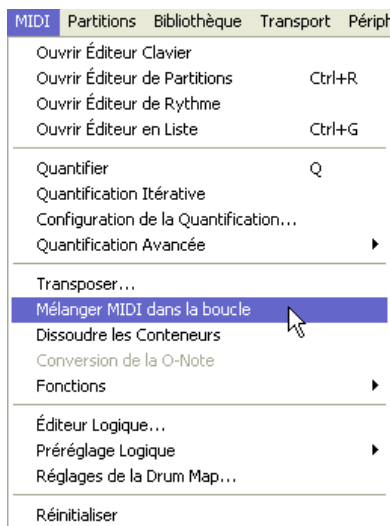 MIDI Partitions Bibliothèque Transport Périph
Ouvrir Éditeur Clavier
Ouvrir Éditeur de Partitions Ctrl+R
Ouvrir Éditeur de Rythme
Ouvrir Éditeur en Liste Ctrl+G
Quantifier Q
Quantification Itérative
Configuration de la Quantification...
Quantification Avancée
Transposer...
Mélanger MIDI dans la boucle
Dissoudre les Conteneurs
Conversion de la O-Note
Fonctions
Éditeur Logique...
Préréglage Logique
Réglages de la Drum Map...
Réinitialiser